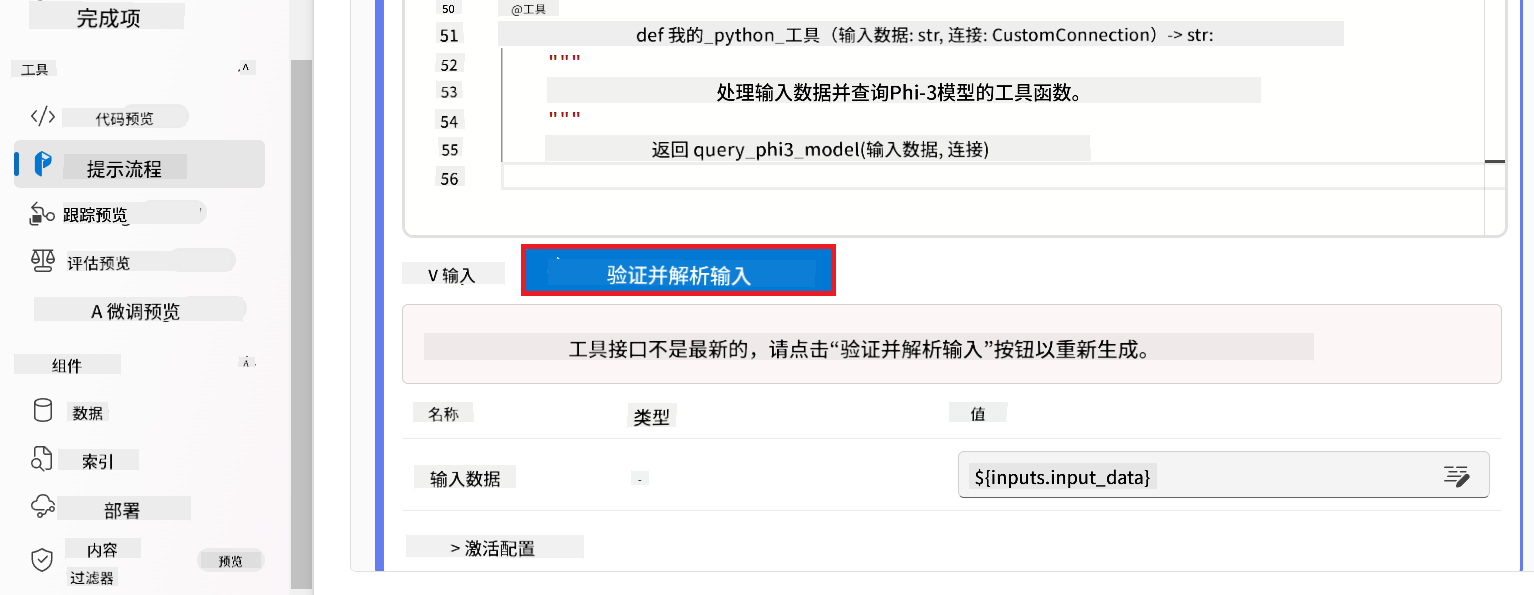 完成项
工具
</> 代码预览
提示流程
跟踪预览
评估预览
A 微调预览
组件
数据
索引
部署
内容
过滤器
预览
50 @工具
51 def 我的_python_工具（输入数据: str, 连接: CustomConnection）-> str:
52 """
53 处理输入数据并查询Phi-3模型的工具函数。
54 """
55 返回 query_phi3_model(输入数据, 连接)
56
V 输入
验证并解析输入
工具接口不是最新的，请点击“验证并解析输入”按钮以重新生成。
名称 类型 值
输入数据 - ${inputs.input_data}
> 激活配置